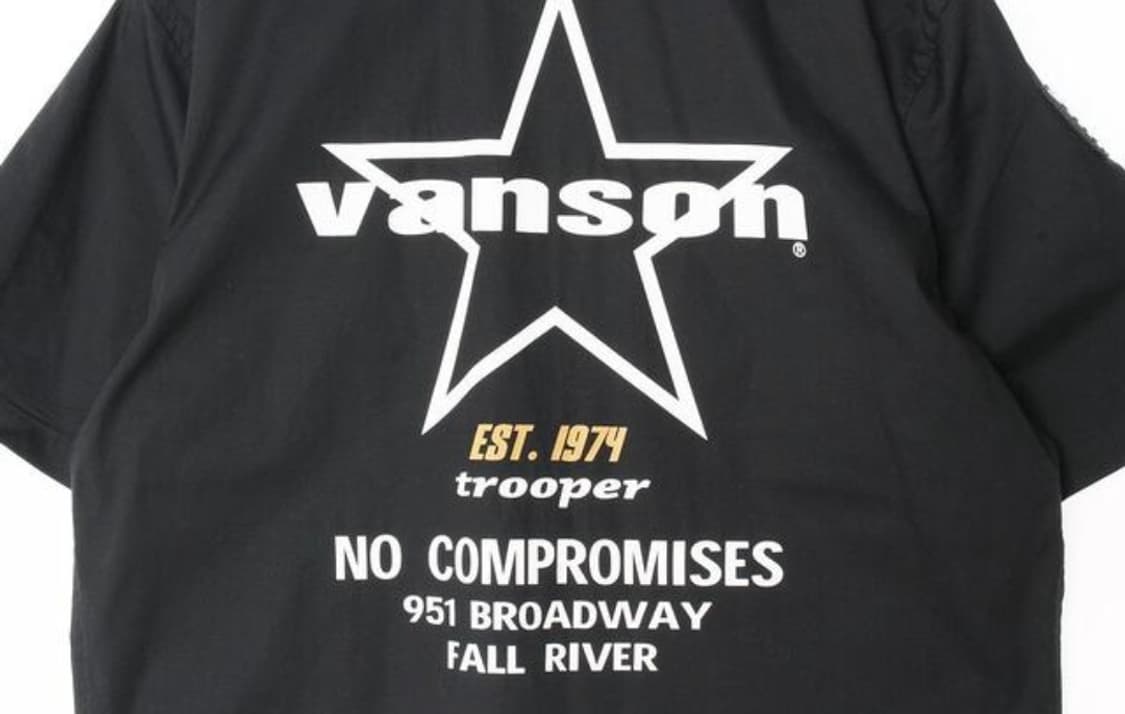 vanson®
EST. 1974
trooper
NO COMPROMISES
951 BROADWAY
FALL RIVER